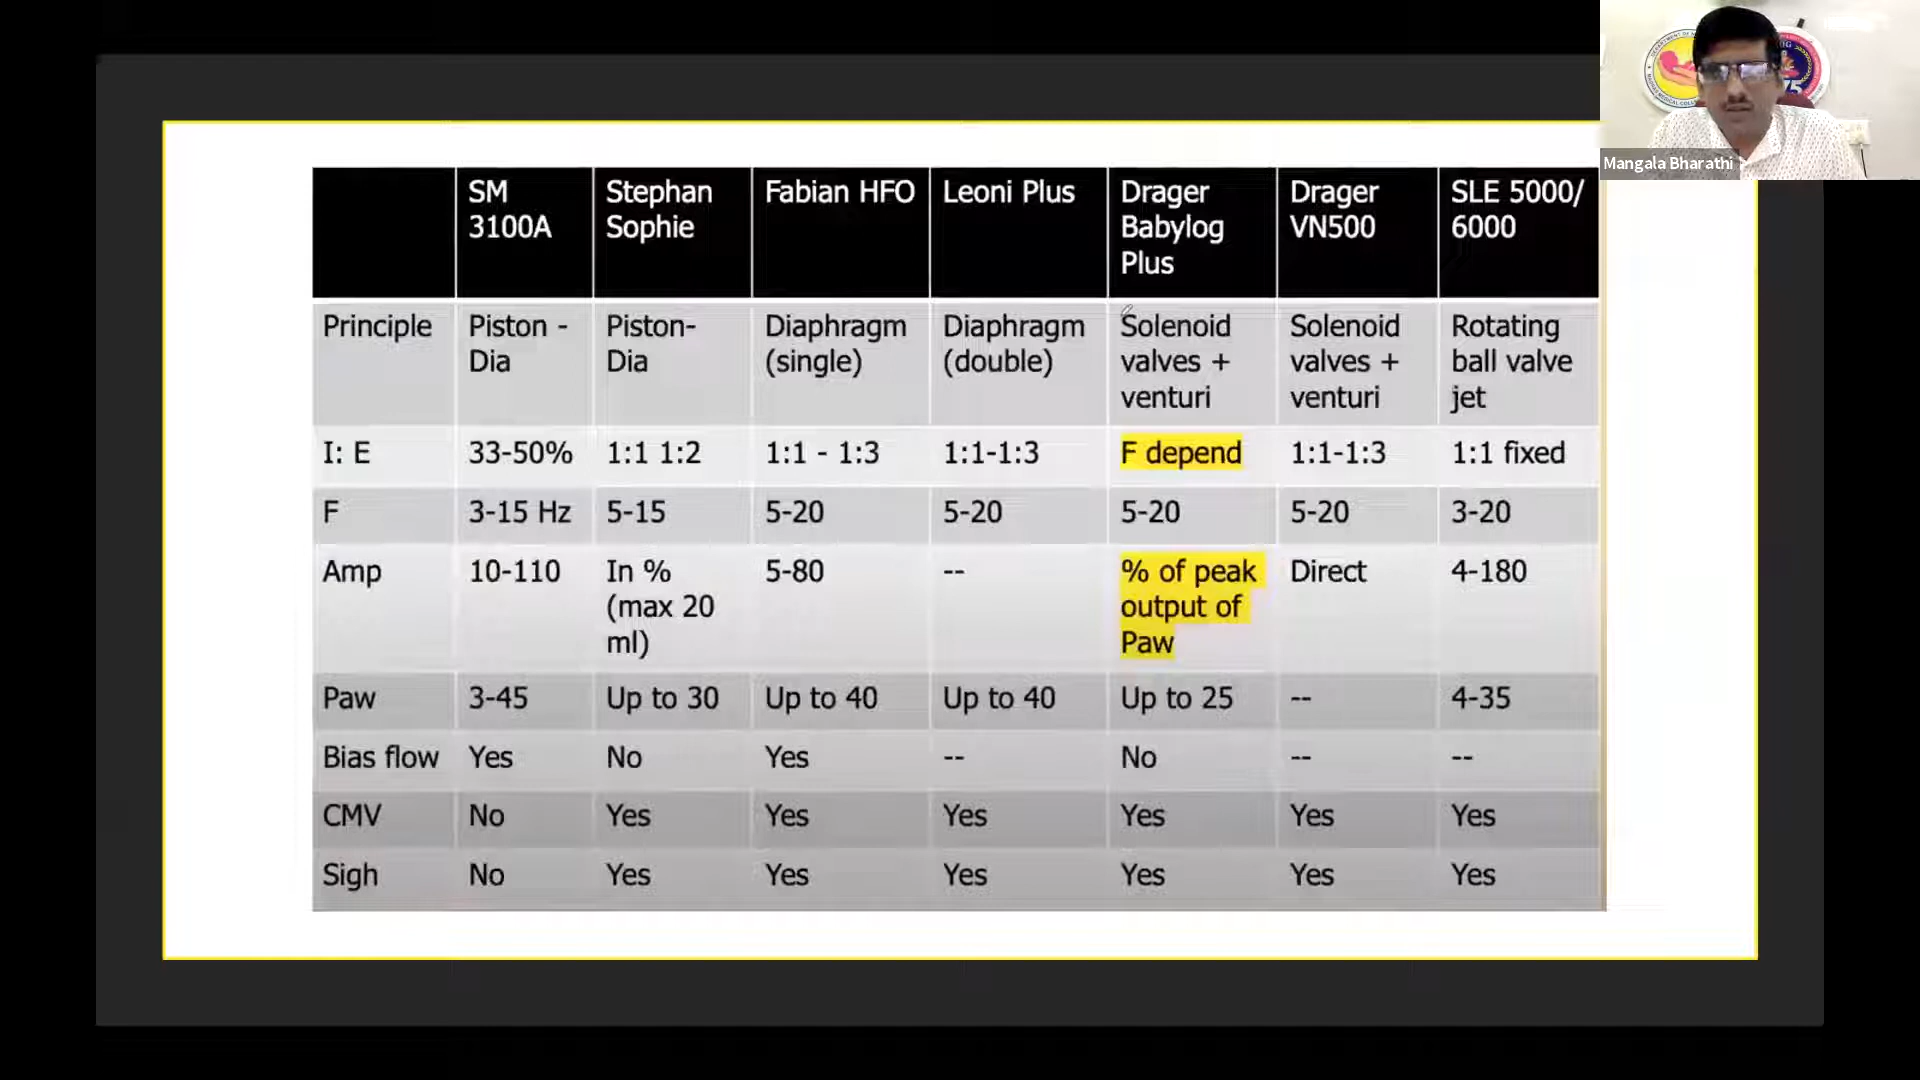 Mangala Bharathi
SM 3100A | Stephan Sophie | Fabian HFO | Leoni Plus | Drager Babylog Plus | Drager VN500 | SLE 5000/ 6000
Principle | Piston - Dia | Piston- Dia | Diaphragm (single) | Diaphragm (double) | Solenoid valves + venturi | Solenoid valves + venturi | Rotating ball valve jet
I: E | 33-50% | 1:1 1:2 | 1:1 - 1:3 | 1:1-1:3 | F depend | 1:1-1:3 | 1:1 fixed
F | 3-15 Hz | 5-15 | 5-20 | 5-20 | 5-20 | 5-20 | 3-20
Amp | 10-110 | In % (max 20 ml) | 5-80 | -- | % of peak output of Paw | Direct | 4-180
Paw | 3-45 | Up to 30 | Up to 40 | Up to 40 | Up to 25 | -- | 4-35
Bias flow | Yes | No | Yes | -- | No | -- | --
CMV | No | Yes | Yes | Yes | Yes | Yes | Yes
Sigh | No | Yes | Yes | Yes | Yes | Yes | Yes